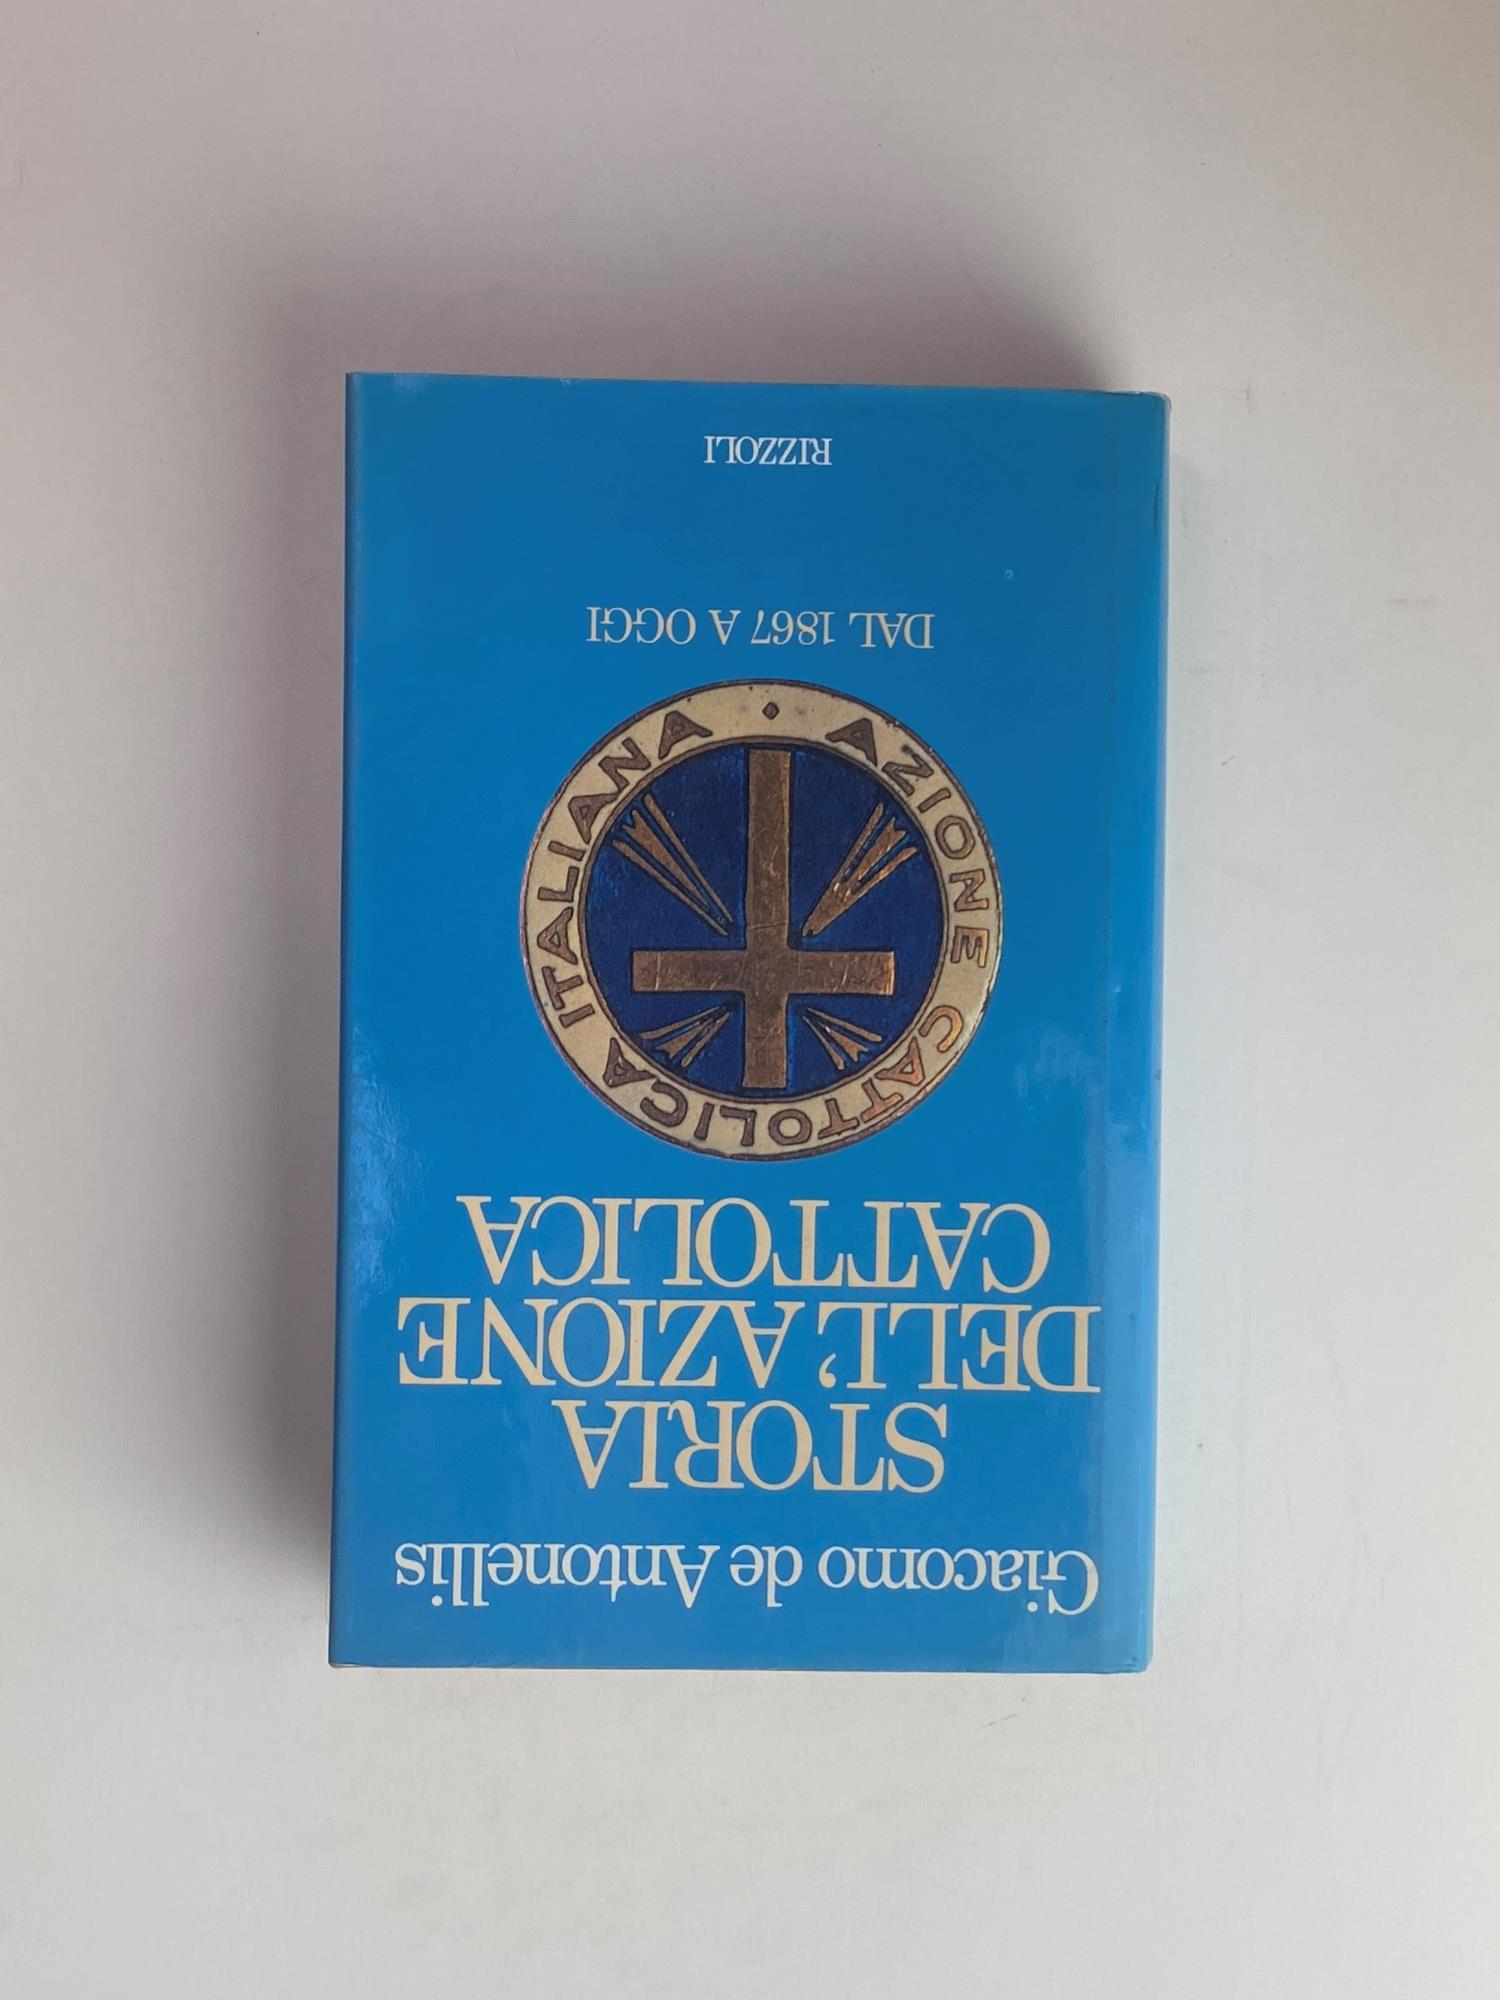 Giacomo de Antonellis
STORIA
DELL'AZIONE
CATTOLICA
AZIONE CATTOLICA ITALIANA
DAL 1867 A OGGI
RIZZOLI